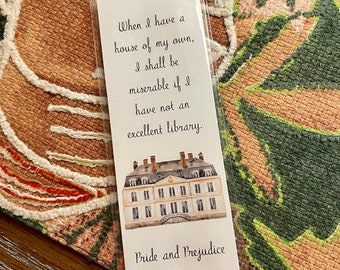 When I have a
house of my own,
I shall be
miserable if I
have not an
excellent library.
Pride and Prejudice